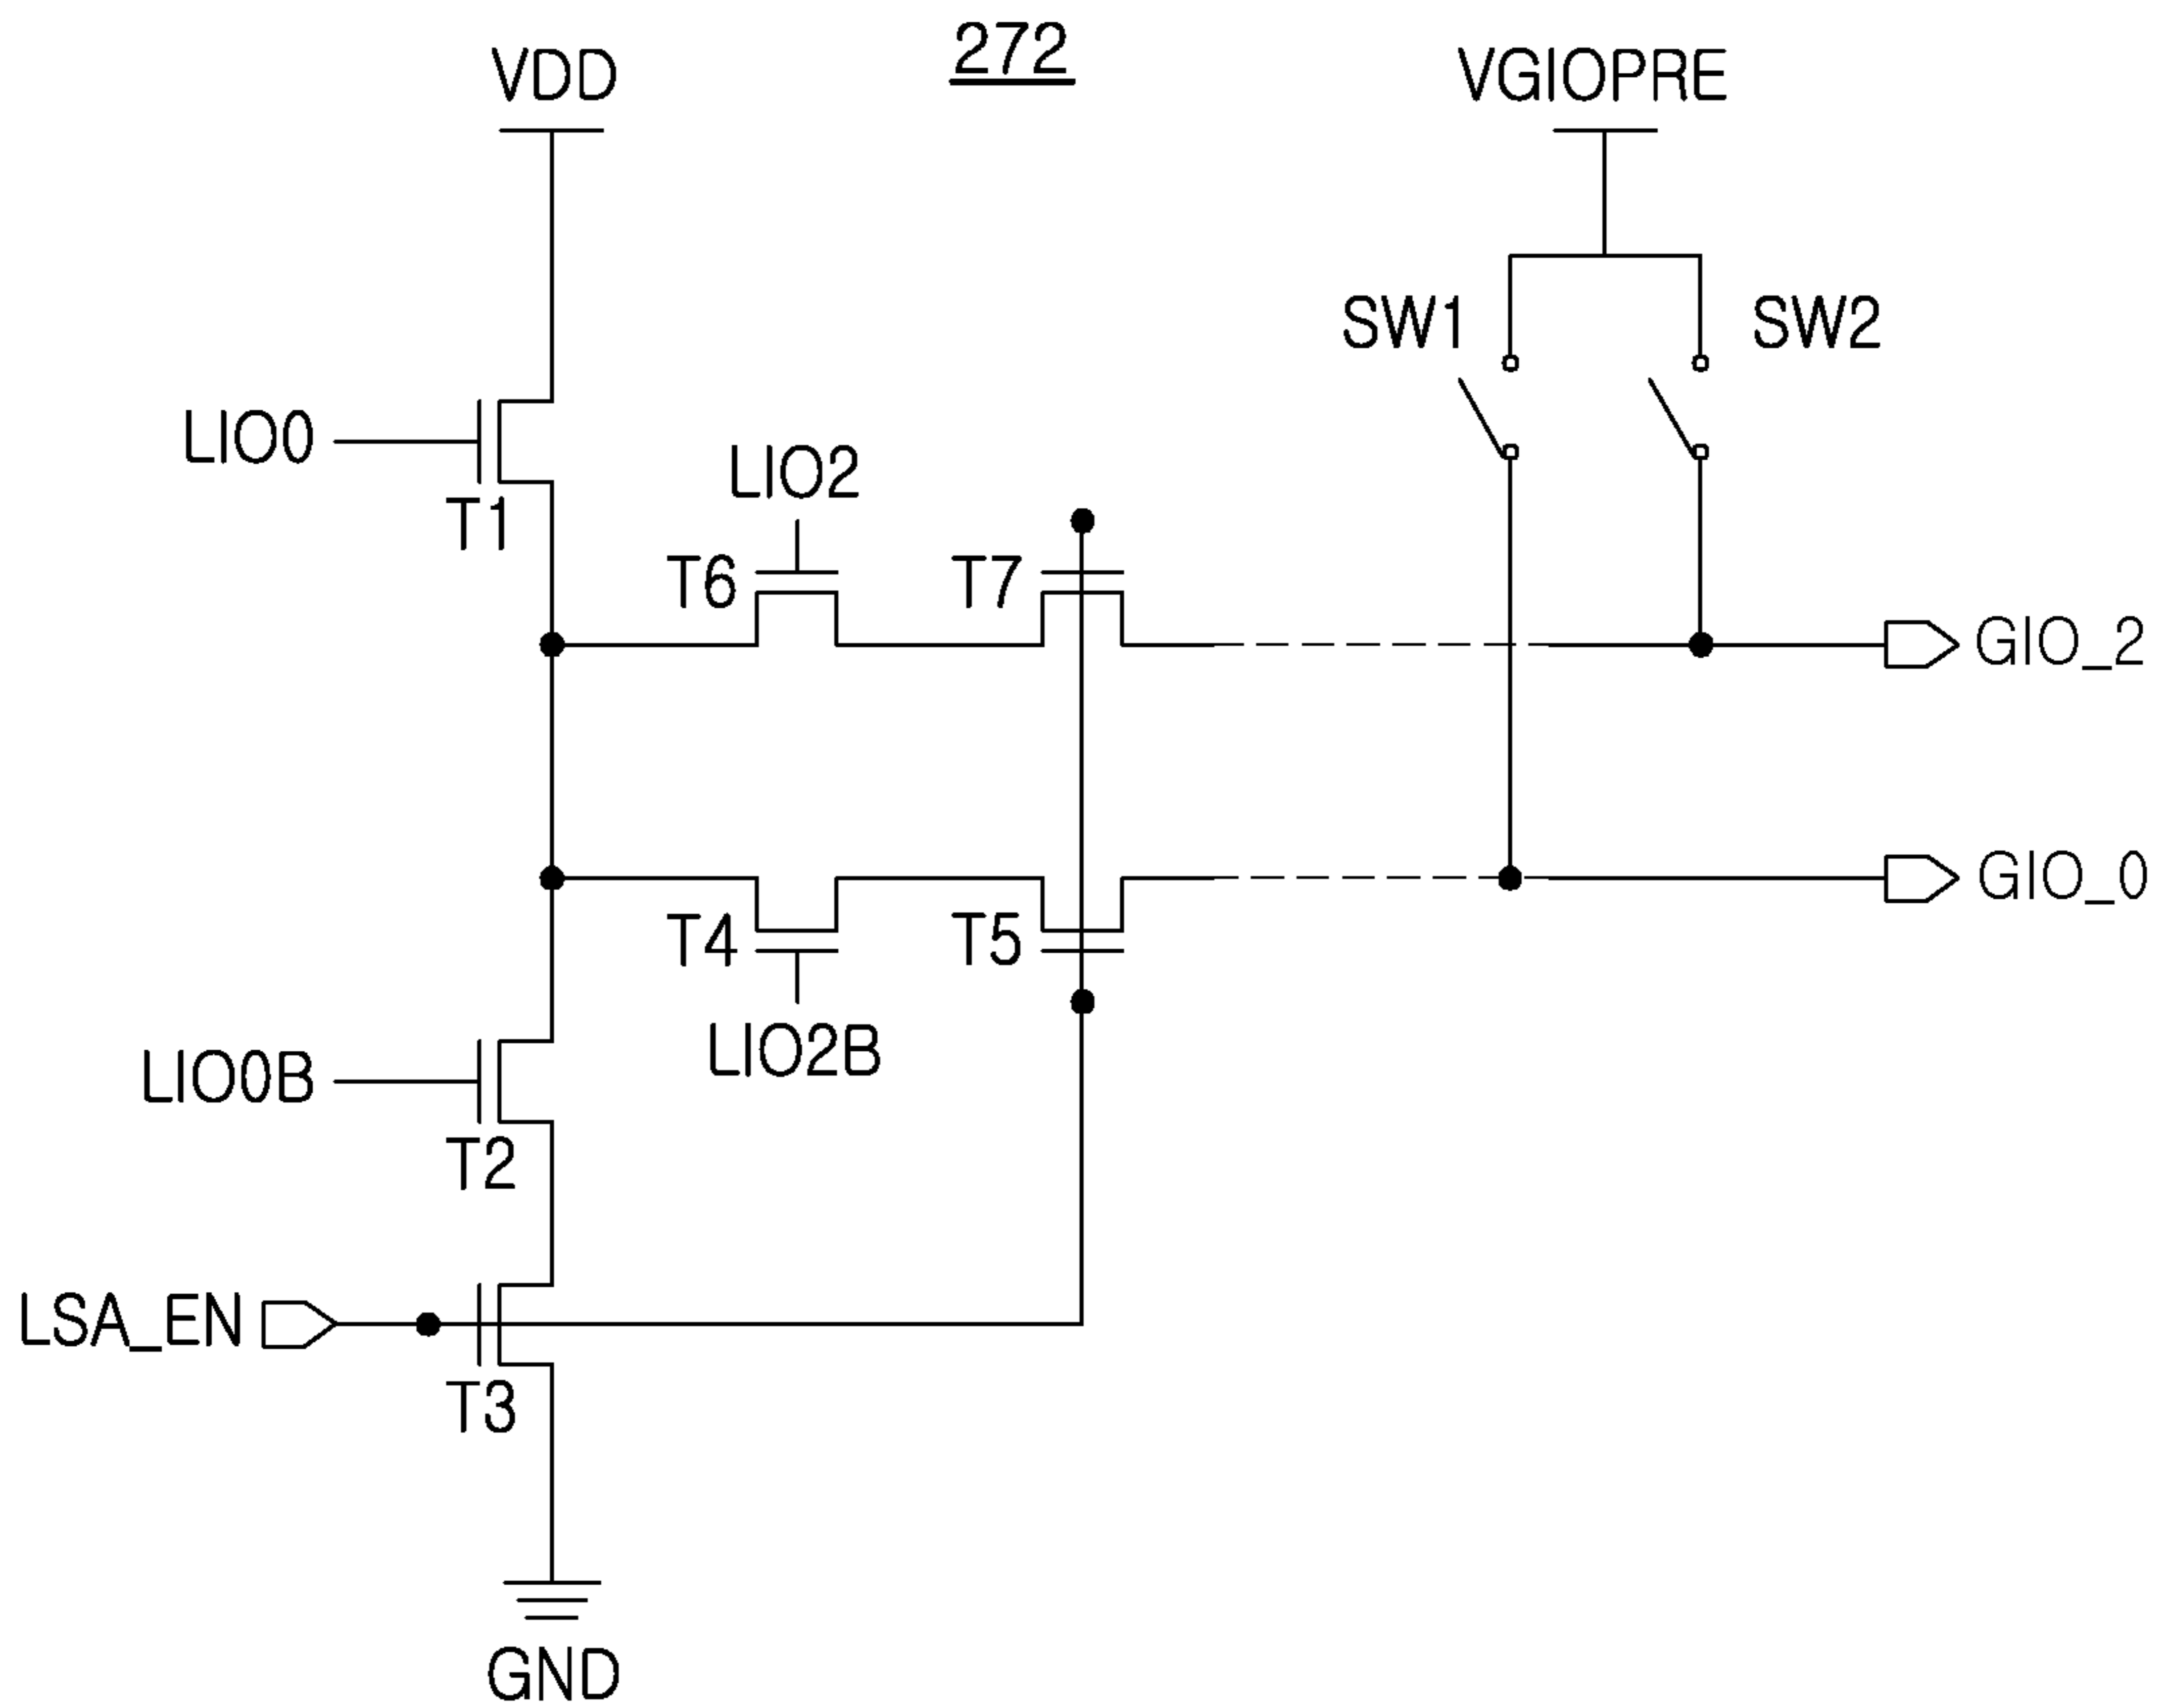 272
VDD
VGIOPRE
SW1
SW2
LIO0
LIO2
T1
T6
T7
GIO_2
GIO_0
T4
T5
LIO2B
LIO0B
T2
LSA_EN
T3
GND